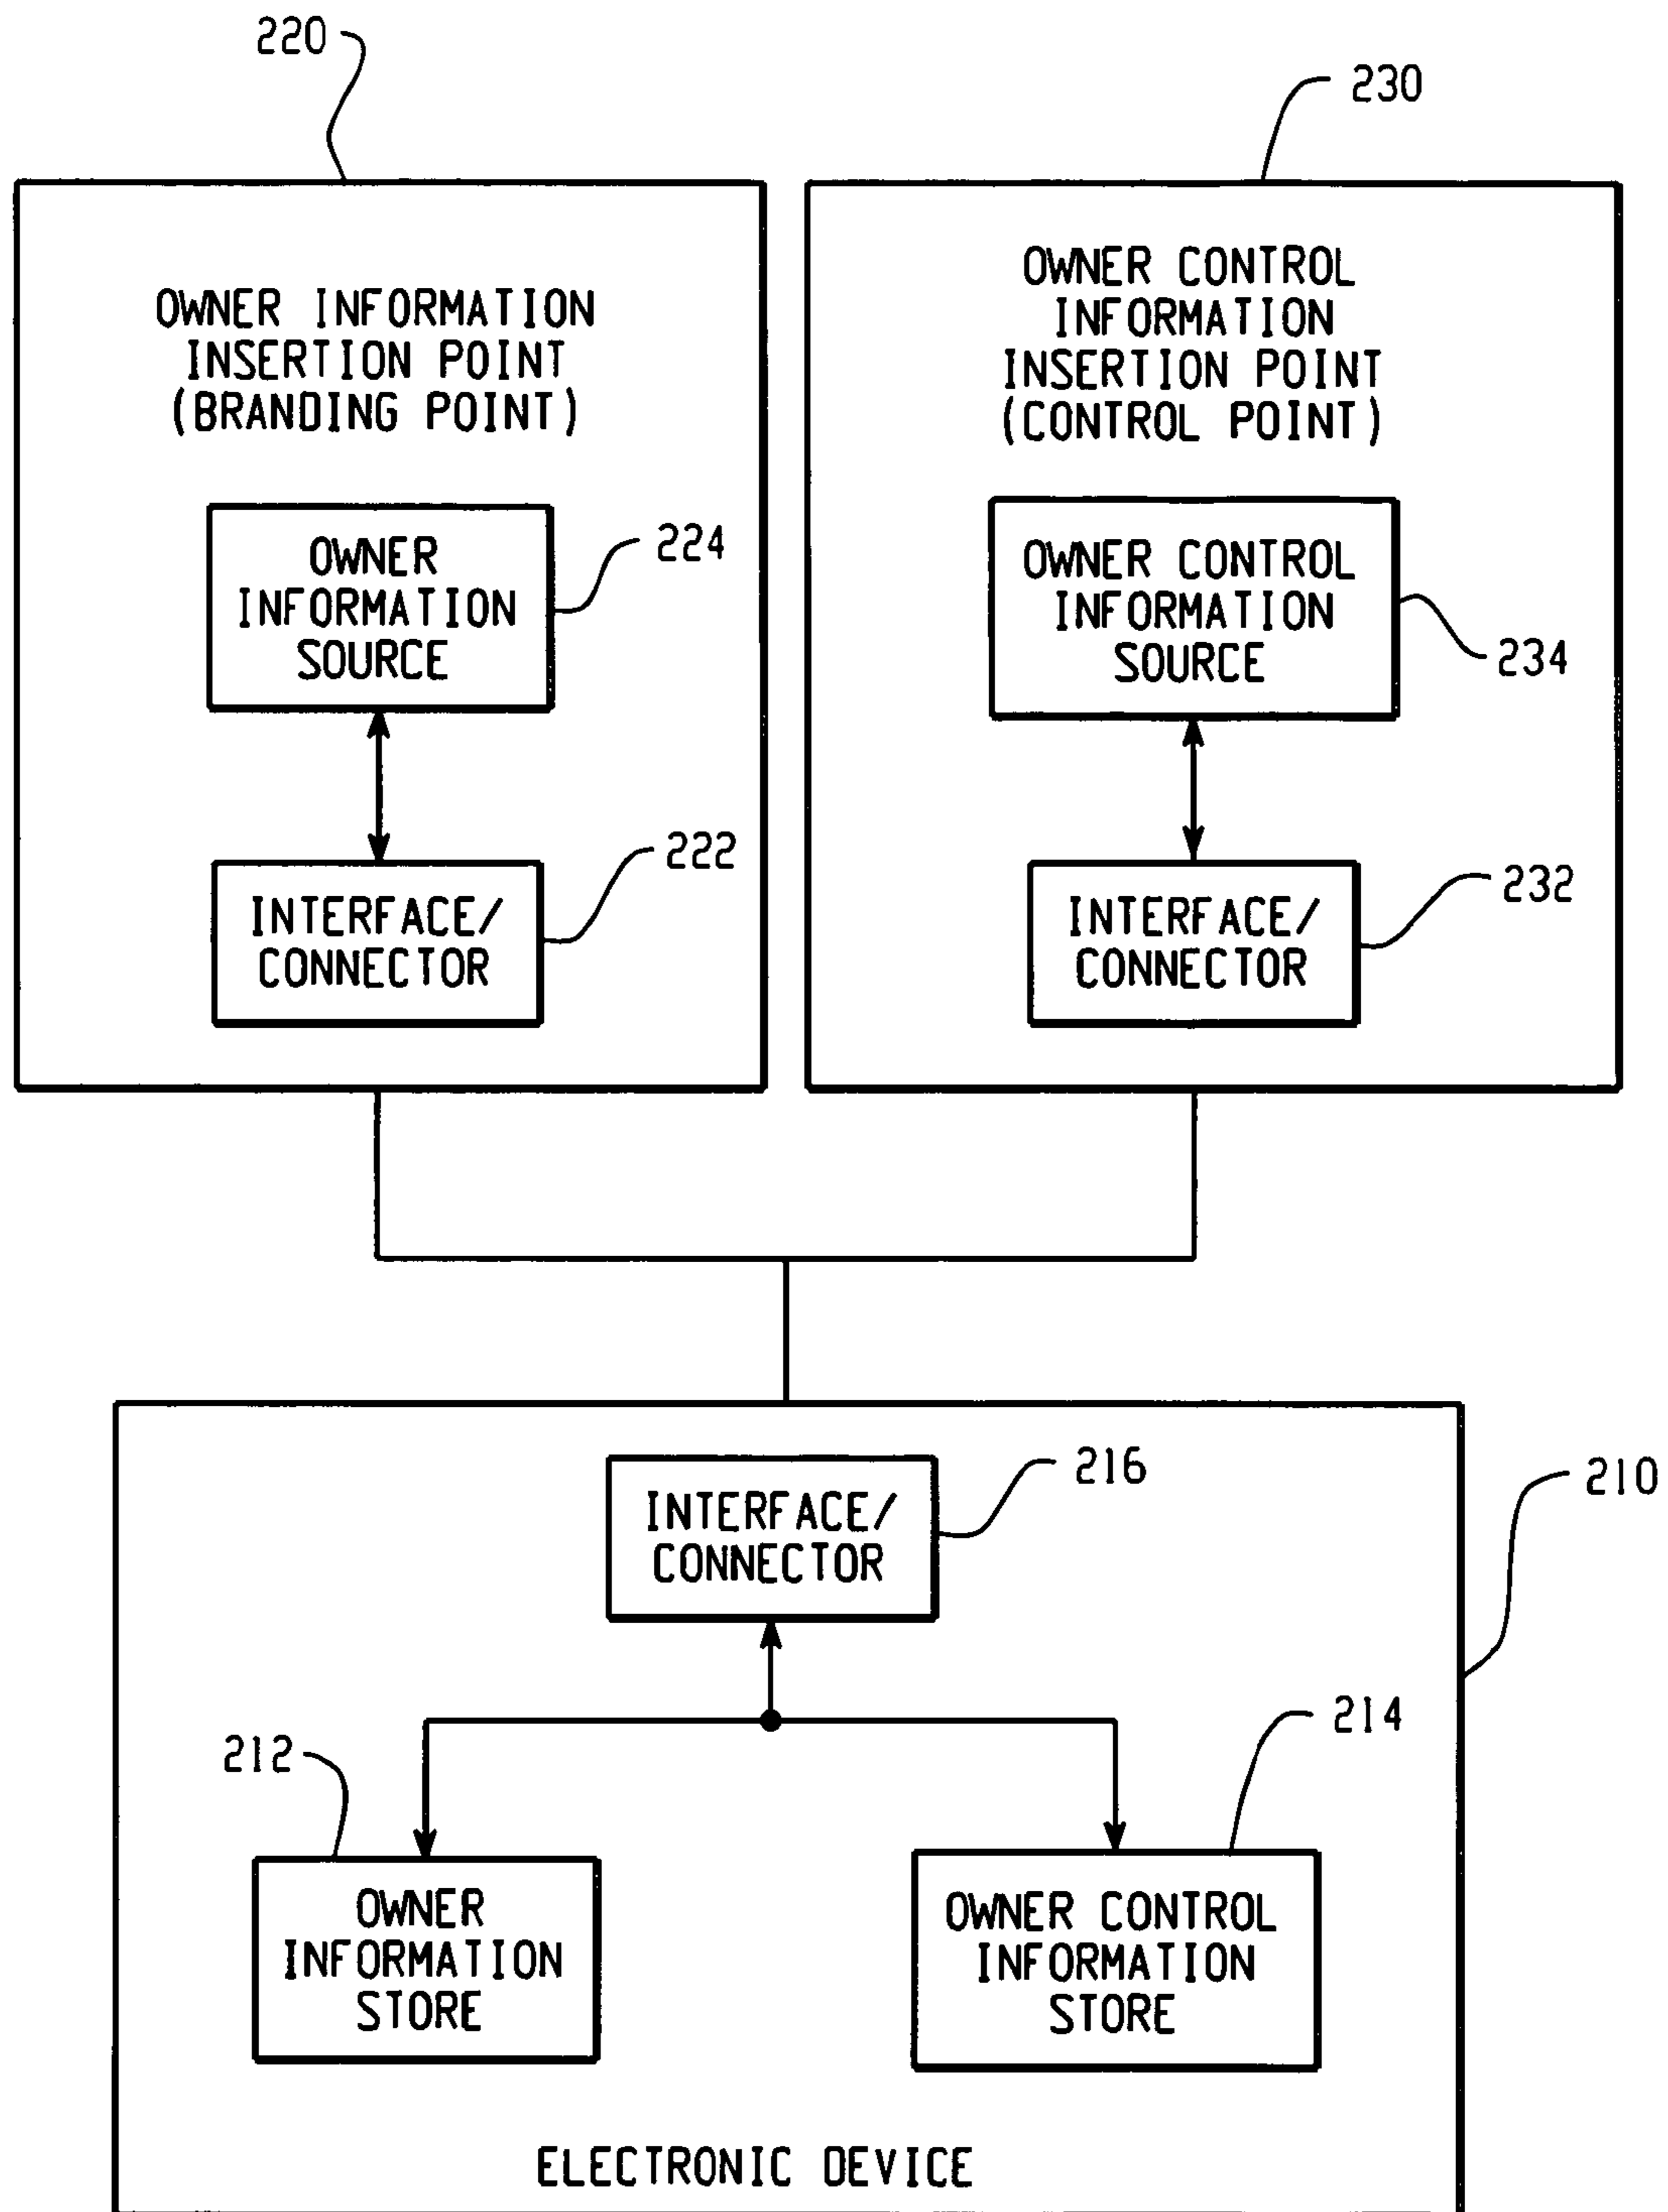 220
230
OWNER INFORMATION
INSERTION POINT
(BRANDING POINT)
OWNER CONTROL
INFORMATION
INSERTION POINT
(CONTROL POINT)
OWNER
INFORMATION
SOURCE
224
OWNER CONTROL
INFORMATION
SOURCE
234
INTERFACE/
CONNECTOR
222
INTERFACE/
CONNECTOR
232
INTERFACE/
CONNECTOR
216
210
212
214
OWNER
INFORMATION
STORE
OWNER CONTROL
INFORMATION
STORE
ELECTRONIC DEVICE